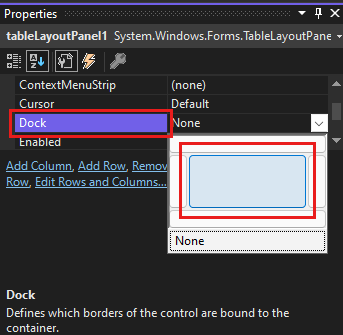 Properties
tableLayoutPanel1 System.Windows.Forms.TableLayoutPane
ContextMenuStrip (none)
Cursor Default
Dock None
Enabled
Add Column, Add Row, Remov
Row, Edit Rows and Columns...
None
Dock
Defines which borders of the control are bound to the
container.